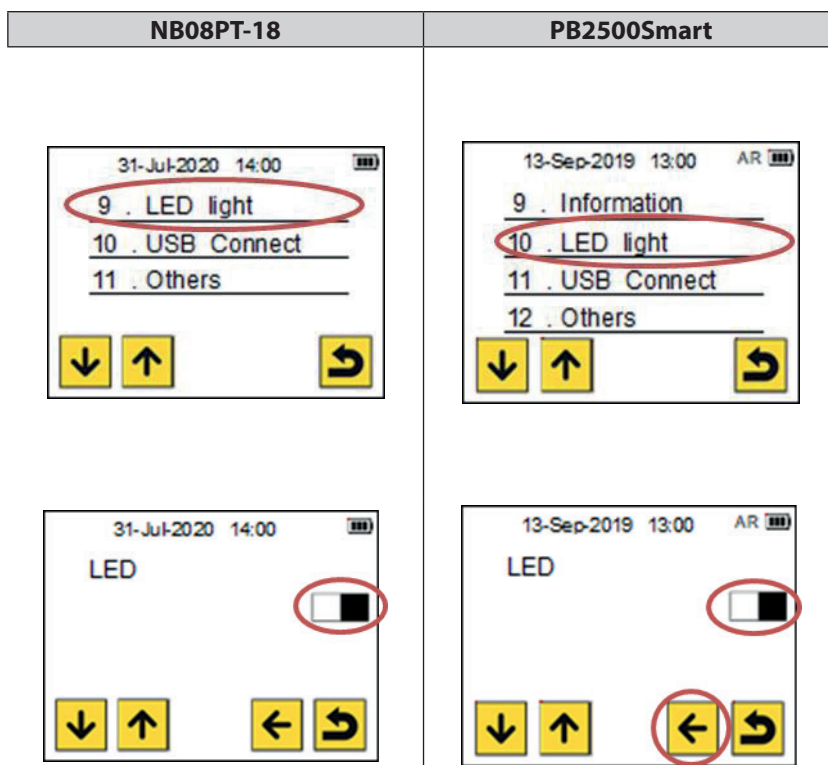 NB08PT-18
PB2500Smart
31-Jul-2020 14:00
9 . LED light
10 . USB Connect
11 . Others
13-Sep-2019 13:00 AR
9 . Information
10 . LED light
11 . USB Connect
12 . Others
31-Jul-2020 14:00
LED
13-Sep-2019 13:00 AR
LED